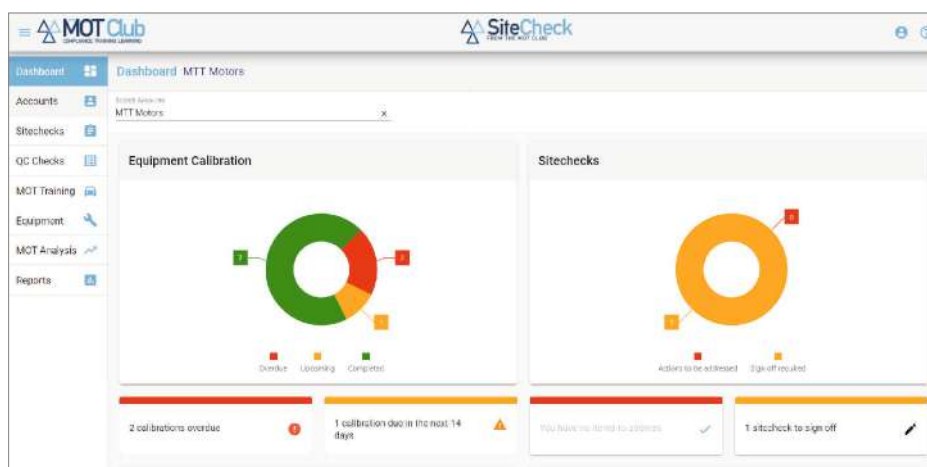 MOT Club
COMPLIANCE TRAINING LEARNING
SiteCheck
FROM THE MOT CLUB
Dashboard
Accounts
Sitechecks
QC Checks
MOT Training
Equipment
MOT Analysis
Reports
Dashboard MTT Motors
Search Accounts
MTT Motors x
Equipment Calibration
7
2
1
Overdue Upcoming Completed
Sitechecks
0
1
Actions to be addressed Sign off required
2 calibrations overdue
1 calibration due in the next 14
days
You have no items to address
1 sitecheck to sign off